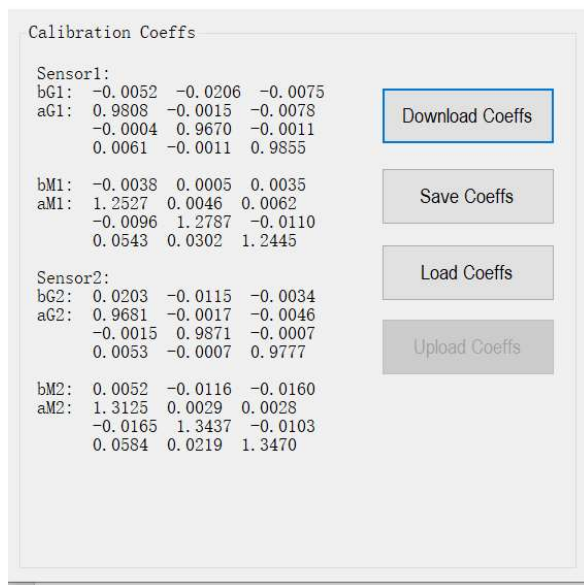 Calibration Coeffs
Sensor1:
bG1: -0.0052 -0.0206 -0.0075
aG1: 0.9808 -0.0015 -0.0078
-0.0004 0.9670 -0.0011
0.0061 -0.0011 0.9855
bM1: -0.0038 0.0005 0.0035
aM1: 1.2527 0.0046 0.0062
-0.0096 1.2787 -0.0110
0.0543 0.0302 1.2445
Sensor2:
bG2: 0.0203 -0.0115 -0.0034
aG2: 0.9681 -0.0017 -0.0046
-0.0015 0.9871 -0.0007
0.0053 -0.0007 0.9777
bM2: 0.0052 -0.0116 -0.0160
aM2: 1.3125 0.0029 0.0028
-0.0165 1.3437 -0.0103
0.0584 0.0219 1.3470
Download Coeffs
Save Coeffs
Load Coeffs
Upload Coeffs